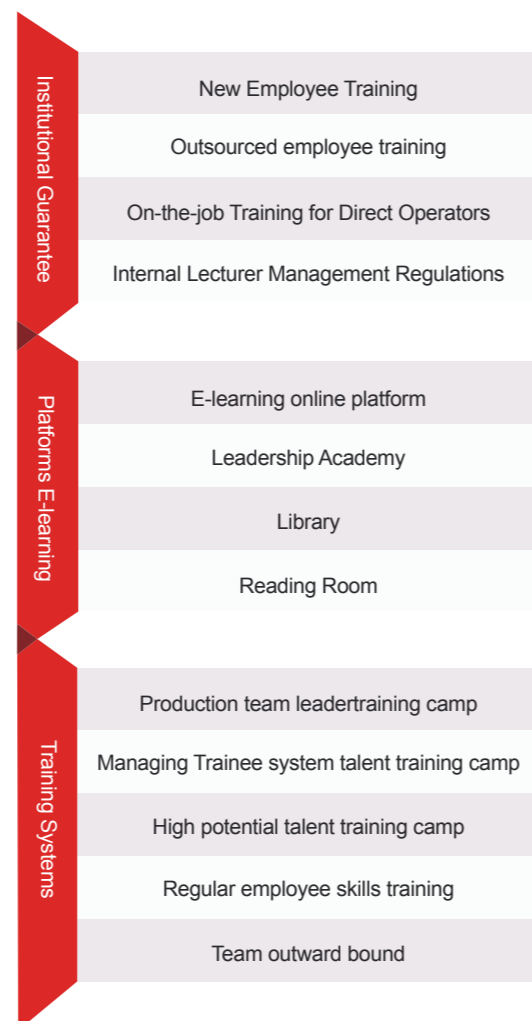 Institutional Guarantee
New Employee Training
Outsourced employee training
On-the-job Training for Direct Operators
Internal Lecturer Management Regulations
Platforms E-learning
E-learning online platform
Leadership Academy
Library
Reading Room
Training Systems
Production team leadertraining camp
Managing Trainee system talent training camp
High potential talent training camp
Regular employee skills training
Team outward bound